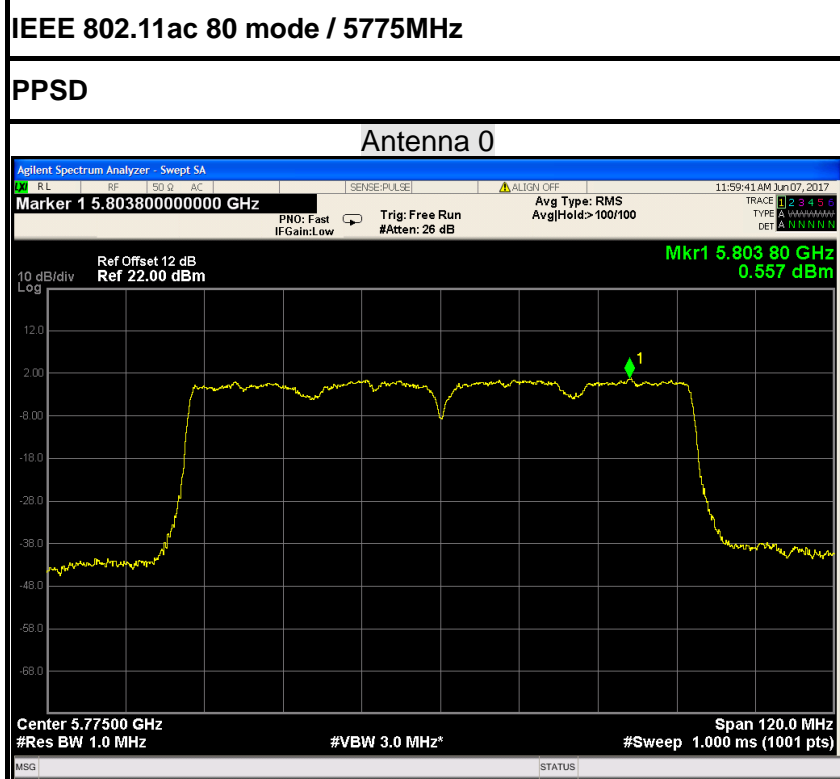 IEEE 802.11ac 80 mode / 5775MHz
PPSD
Antenna 0
Agilent Spectrum Analyzer - Swept SA
LXI RL RF 50 Ω AC SENSE:PULSE ALIGN OFF 11:59:41 AM Jun 07, 2017
Marker 1 5.803800000000 GHz
PNO: Fast
IFGain:Low
Trig: Free Run
#Atten: 26 dB
Avg Type: RMS
Avg|Hold:>100/100
TRACE 1 2 3 4 5 6
TYPE A WWWWW
DET A N N N N N
Mkr1 5.803 80 GHz
0.557 dBm
Ref Offset 12 dB
10 dB/div Ref 22.00 dBm
Log
12.0
2.00
-8.00
-18.0
-28.0
-38.0
-48.0
-58.0
-68.0
1
Center 5.77500 GHz Span 120.0 MHz
#Res BW 1.0 MHz #VBW 3.0 MHz* #Sweep 1.000 ms (1001 pts)
MSG STATUS